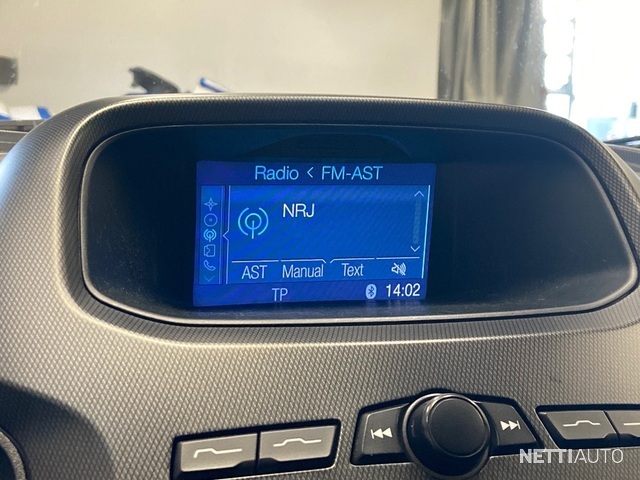 Radio < FM-AST
NRJ
AST Manual Text
TP 14:02
NETTIAUTO